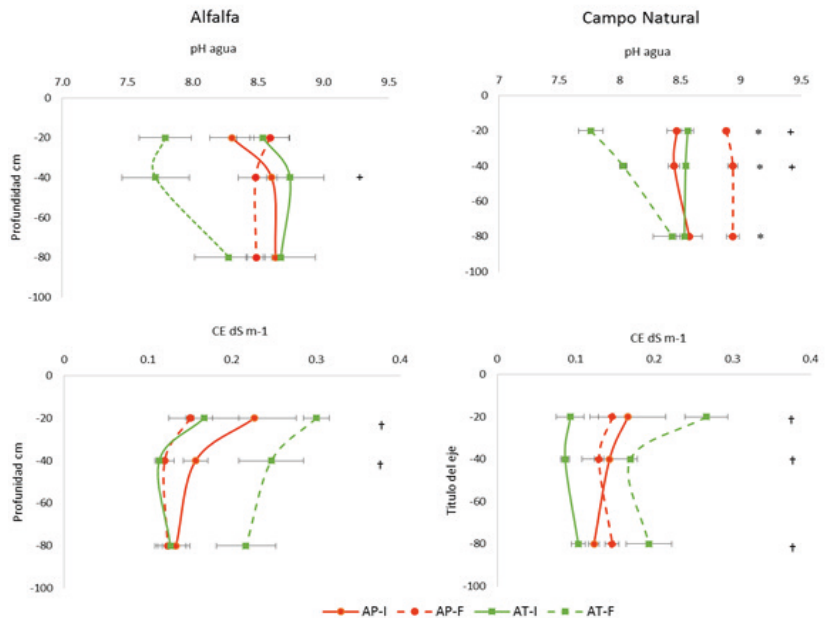 Alfalfa
pH agua
7.0 7.5 8.0 8.5 9.0 9.5
0
-20
-40
-60
-80
-100
Profundidad cm
+
Campo Natural
pH agua
7 7.5 8 8.5 9 9.5
0
-20
-40
-60
-80
-100
* +
* +
*
CE dS m-1
0 0.1 0.2 0.3 0.4
0
-20
-40
-60
-80
-100
Profunidad cm
†
†
CE dS m-1
0 0.1 0.2 0.3 0.4
0
-20
-40
-60
-80
-100
Título del eje
†
†
†
AP-I AP-F AT-I AT-F